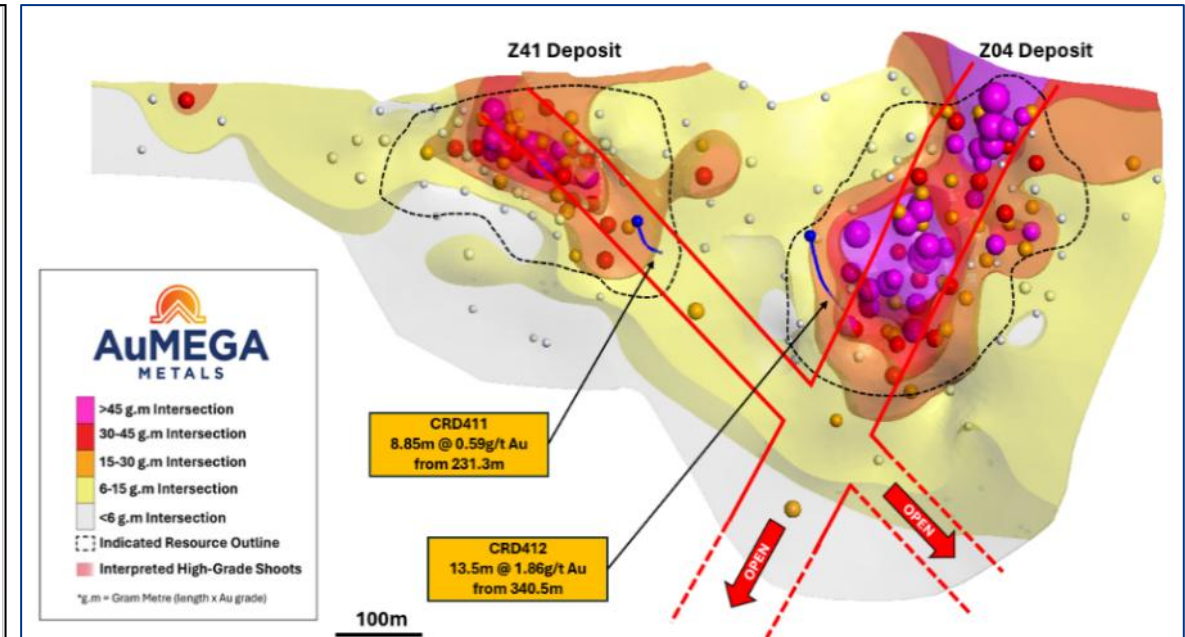 Z41 Deposit
Z04 Deposit
AuMEGA
METALS
>45 g.m Intersection
30-45 g.m Intersection
15-30 g.m Intersection
6-15 g.m Intersection
<6 g.m Intersection
Indicated Resource Outline
Interpreted High-Grade Shoots
*g.m = Gram Metre (length x Au grade)
CRD411
8.85m @ 0.59g/t Au
from 231.3m
CRD412
13.5m @ 1.86g/t Au
from 340.5m
OPEN
OPEN
100m